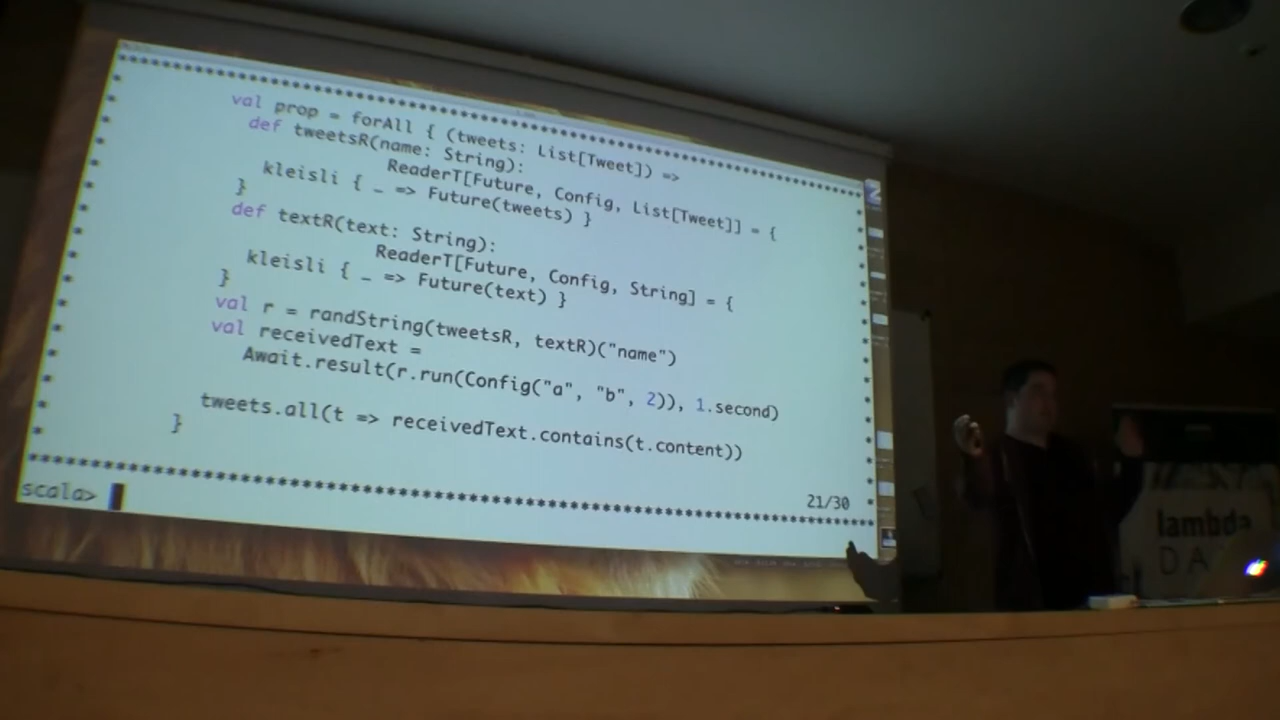 val prop = forAll { (tweets: List[Tweet]) =>
def tweetsR(name: String):
ReaderT[Future, Config, List[Tweet]] = {
kleisli { _ => Future(tweets) }
}
def textR(text: String):
ReaderT[Future, Config, String] = {
kleisli { _ => Future(text) }
}
val r = randString(tweetsR, textR)("name")
val receivedText =
Await.result(r.run(Config("a", "b", 2)), 1.second)
tweets.all(t => receivedText.contains(t.content))
}
21/30
scala>
lambda
DA